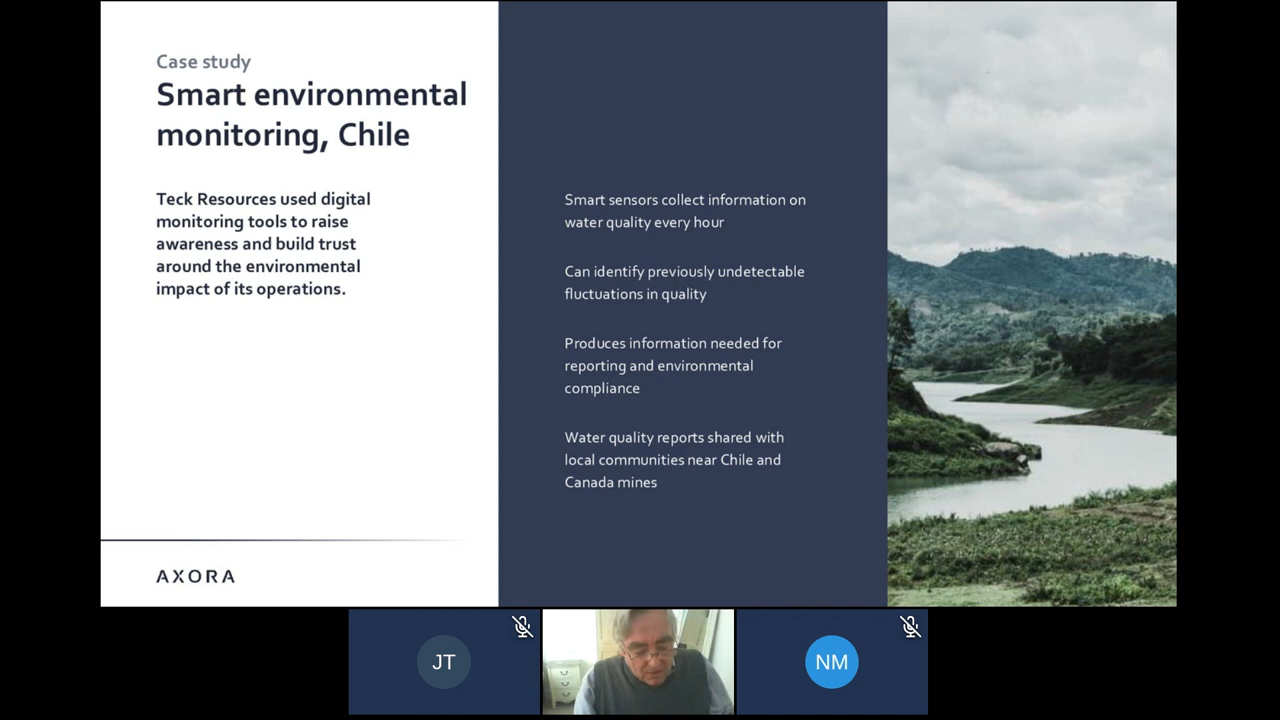 Case study
Smart environmental
monitoring, Chile
Teck Resources used digital
monitoring tools to raise
awareness and build trust
around the environmental
impact of its operations.
Smart sensors collect information on
water quality every hour
Can identify previously undetectable
fluctuations in quality
Produces information needed for
reporting and environmental
compliance
Water quality reports shared with
local communities near Chile and
Canada mines
AXORA
JT
NM